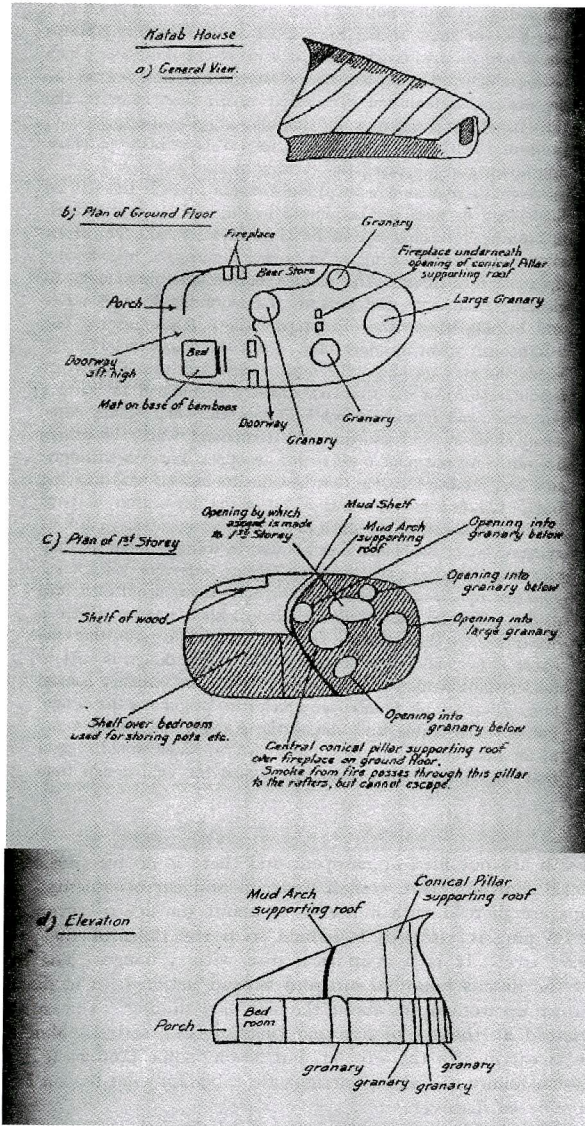 Katab House
a) General View.
b) Plan of Ground Floor
Fireplace
Granary
Beer Store
Fireplace underneath
opening of conical Pillar
supporting roof
Porch
Large Granary
Doorway
3ft. high
Bed
Mat on base of bamboos
Doorway
Granary
Granary
c) Plan of 1st Storey
Opening by which
ascent is made
to 1st Storey
Mud Shelf
Mud Arch
supporting
roof
Opening into
granary below
Opening into
granary below
Shelf of wood
Opening into
large granary
Shelf over bedroom
used for storing pots etc.
Opening into
granary below
Central conical pillar supporting roof
over fireplace on ground floor.
Smoke from fire passes through this pillar
to the rafters, but cannot escape.
d) Elevation
Mud Arch
supporting roof
Conical Pillar
supporting roof
Porch
Bed
room
granary
granary
granary
granary